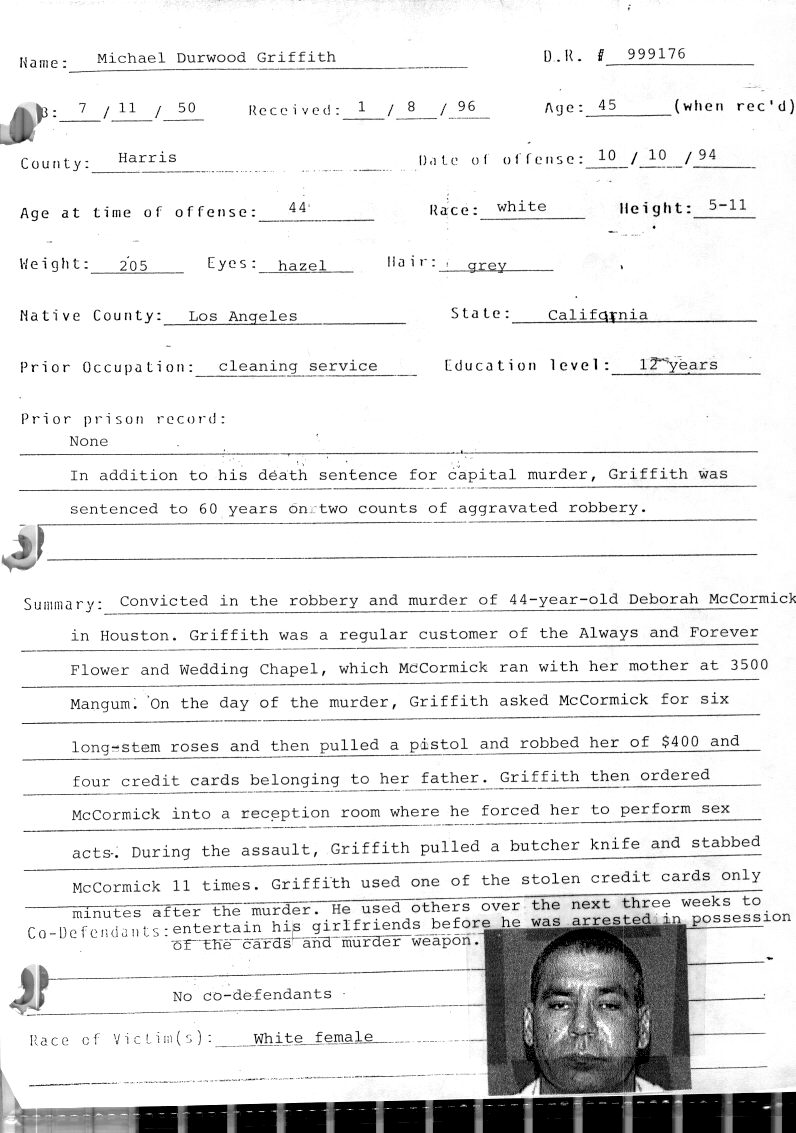 Name: Michael Durwood Griffith D.R. # 999176
B: 7 / 11 / 50 Received: 1 / 8 / 96 Age: 45 (when rec'd)
County: Harris Date of offense: 10 / 10 / 94
Age at time of offense: 44 Race: white Height: 5-11
Weight: 205 Eyes: hazel Hair: grey
Native County: Los Angeles State: California
Prior Occupation: cleaning service Education level: 12 years
Prior prison record:
None
In addition to his death sentence for capital murder, Griffith was
sentenced to 60 years on two counts of aggravated robbery.
Summary: Convicted in the robbery and murder of 44-year-old Deborah McCormick
in Houston. Griffith was a regular customer of the Always and Forever
Flower and Wedding Chapel, which McCormick ran with her mother at 3500
Mangum. On the day of the murder, Griffith asked McCormick for six
long-stem roses and then pulled a pistol and robbed her of $400 and
four credit cards belonging to her father. Griffith then ordered
McCormick into a reception room where he forced her to perform sex
acts. During the assault, Griffith pulled a butcher knife and stabbed
McCormick 11 times. Griffith used one of the stolen credit cards only
minutes after the murder. He used others over the next three weeks to
Co-Defendants: entertain his girlfriends before he was arrested in possession
of the cards and murder weapon.
No co-defendants
Race of Victim(s): White female